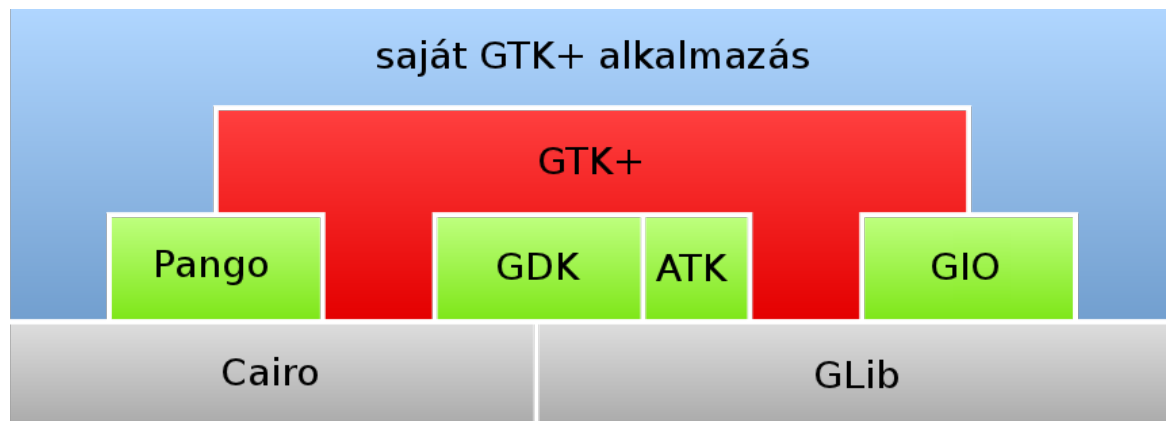 saját GTK+ alkalmazás
GTK+
Pango
GDK
ATK
GIO
Cairo
GLib